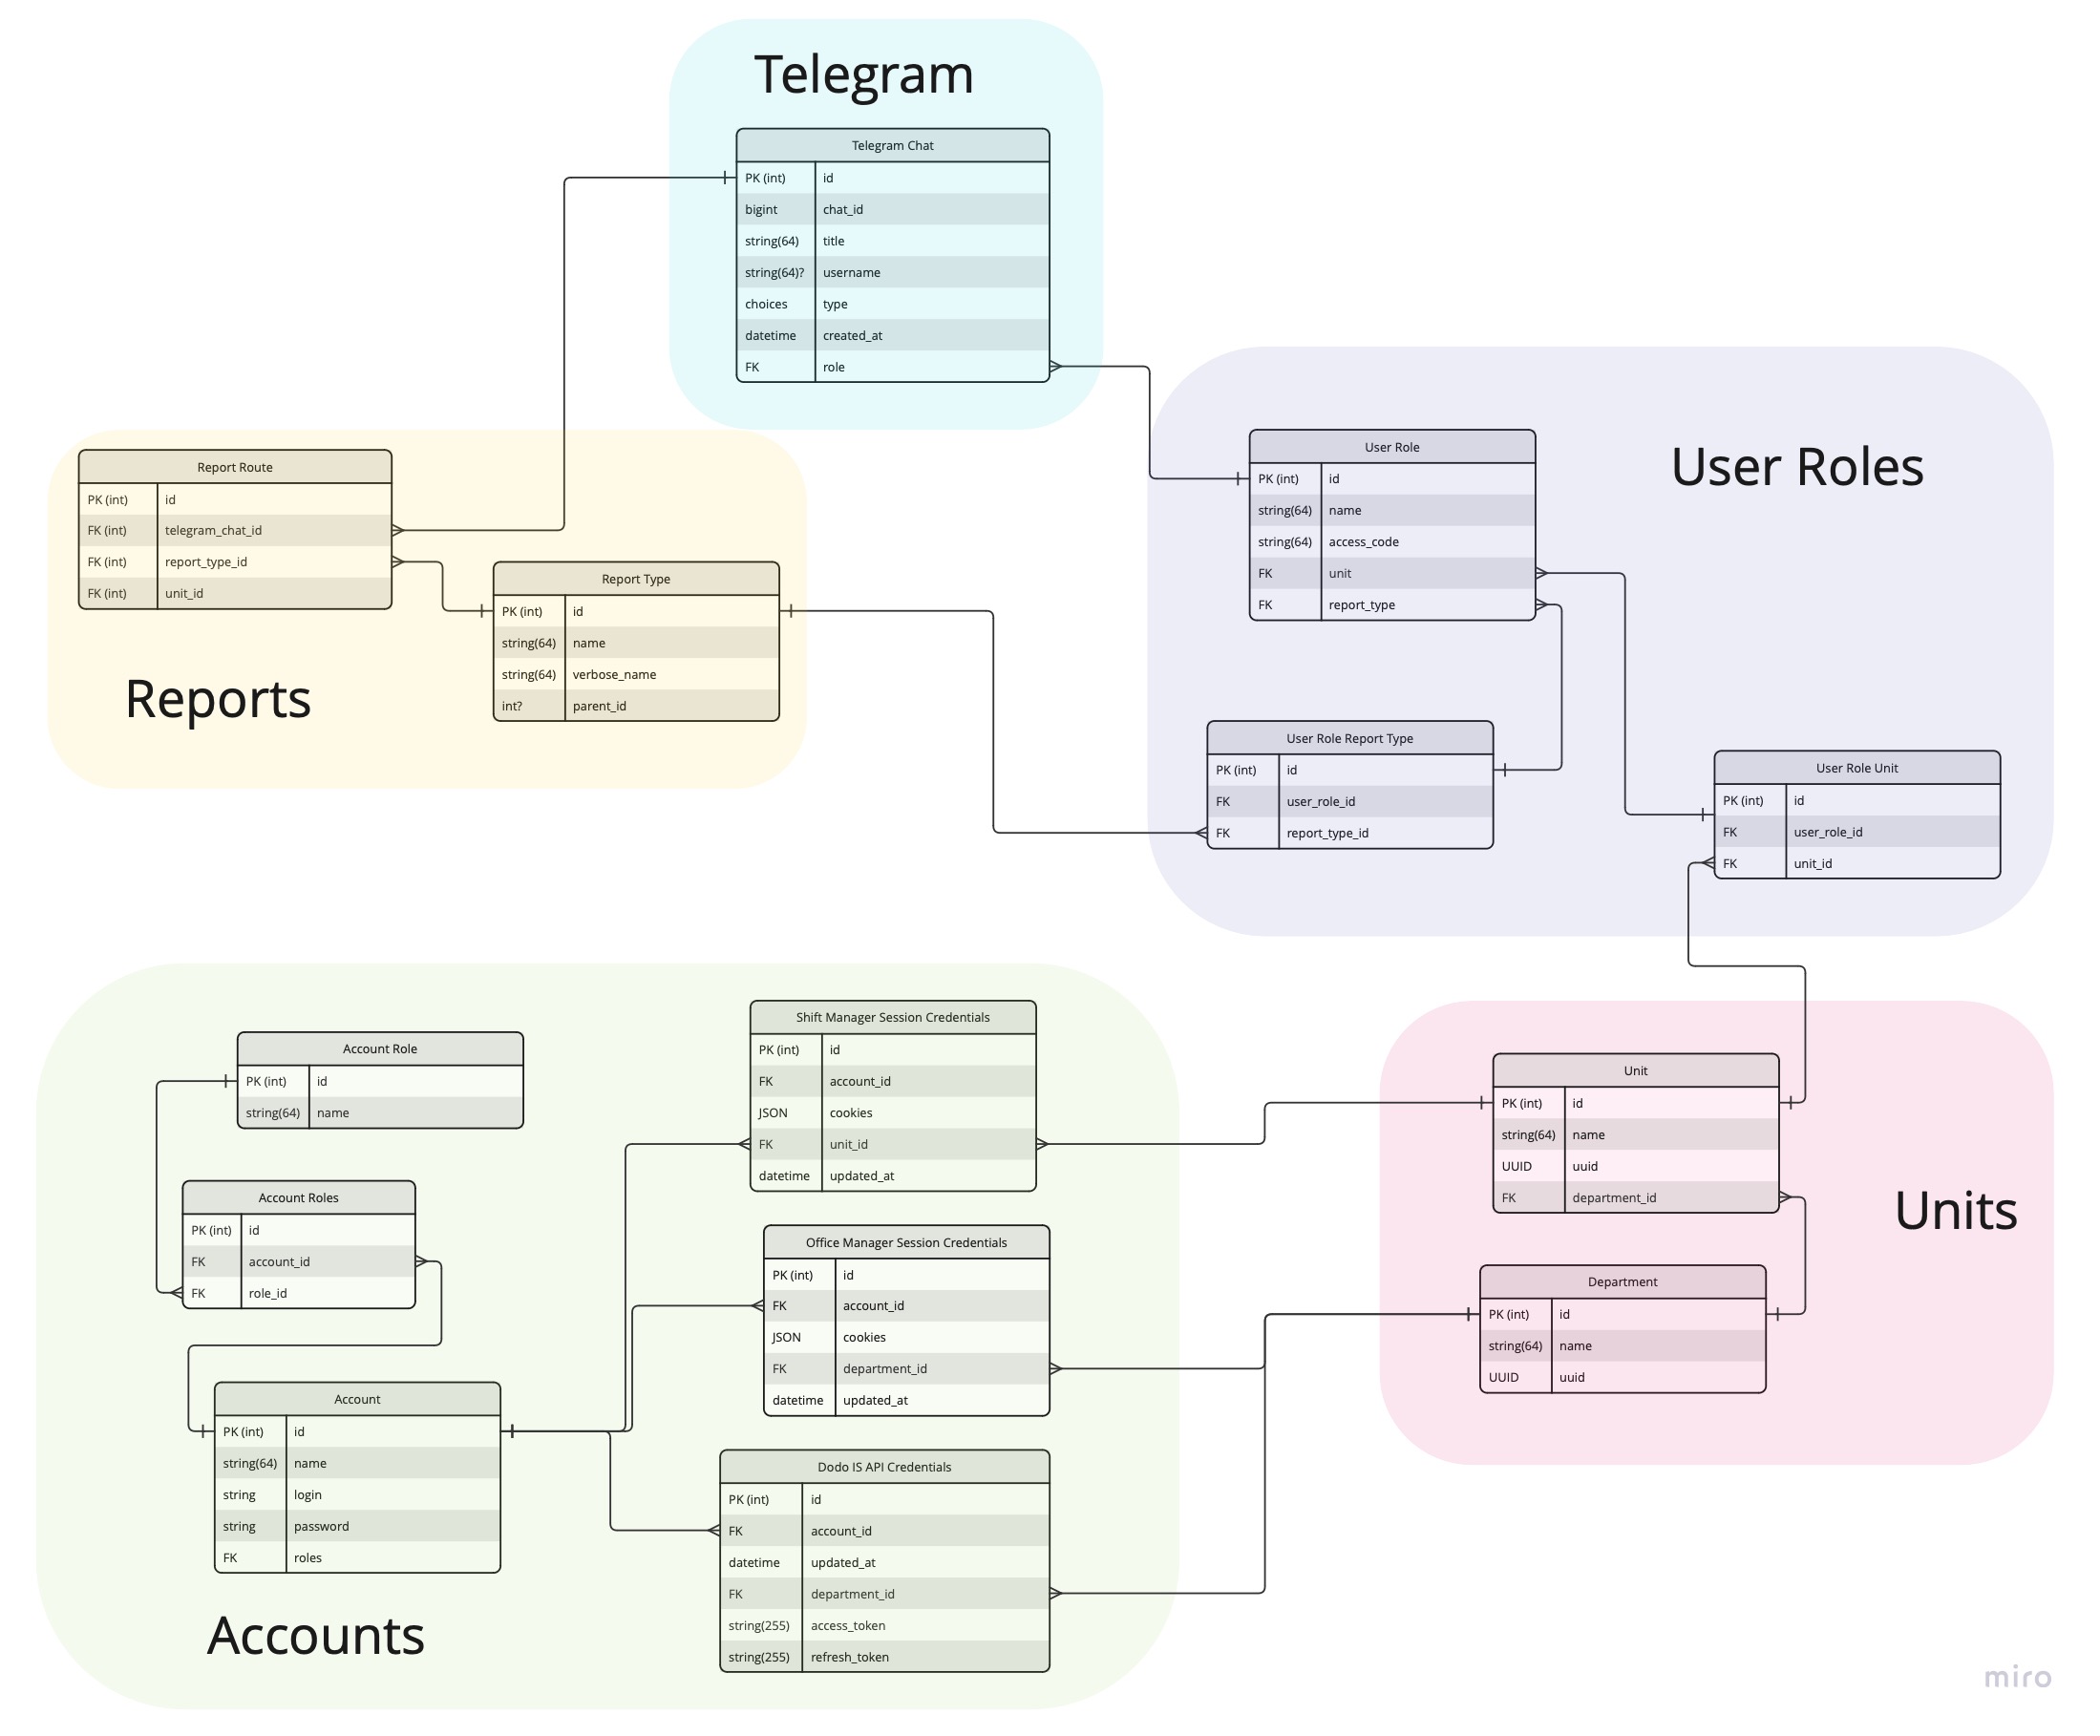 Telegram
Telegram Chat
PK (int) id
bigint chat_id
string(64) title
string(64)? username
choices type
datetime created_at
FK role
Report Route
PK (int) id
FK (int) telegram_chat_id
FK (int) report_type_id
FK (int) unit_id
Report Type
PK (int) id
string(64) name
string(64) verbose_name
int? parent_id
Reports
User Roles
User Role
PK (int) id
string(64) name
string(64) access_code
FK unit
FK report_type
User Role Report Type
PK (int) id
FK user_role_id
FK report_type_id
User Role Unit
PK (int) id
FK user_role_id
FK unit_id
Account Role
PK (int) id
string(64) name
Account Roles
PK (int) id
FK account_id
FK role_id
Account
PK (int) id
string(64) name
string login
string password
FK roles
Accounts
Shift Manager Session Credentials
PK (int) id
FK account_id
JSON cookies
FK unit_id
datetime updated_at
Office Manager Session Credentials
PK (int) id
FK account_id
JSON cookies
FK department_id
datetime updated_at
Dodo IS API Credentials
PK (int) id
FK account_id
datetime updated_at
FK department_id
string(255) access_token
string(255) refresh_token
Unit
PK (int) id
string(64) name
UUID uuid
FK department_id
Units
Department
PK (int) id
string(64) name
UUID uuid
miro